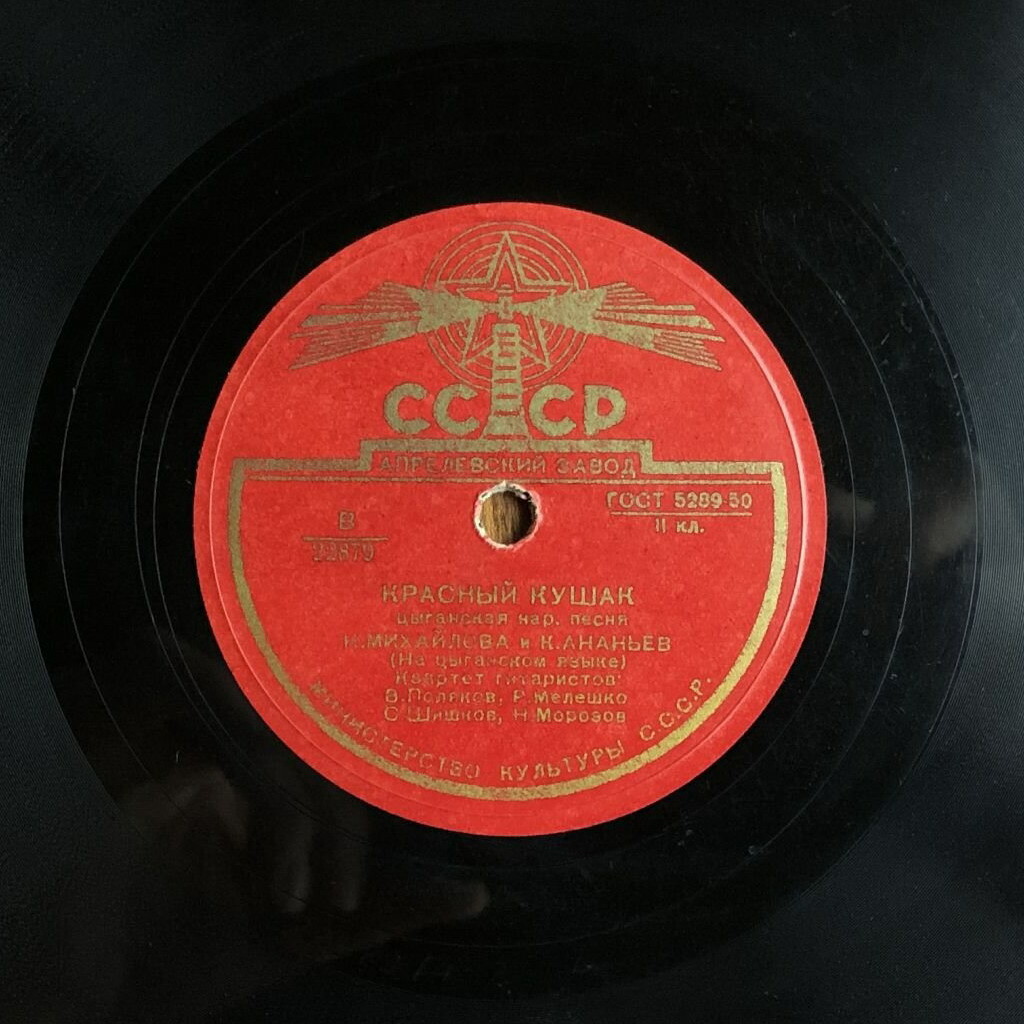 СССР
АПРЕЛЕВСКИЙ ЗАВОД
ГОСТ 5289-50
II кл.
В
22879
КРАСНЫЙ КУШАК
цыганская нар. песня
Н.МИХАЙЛОВА и К.АНАНЬЕВ
(На цыганском языке)
Квартет гитаристов:
В.Поляков, Р.Мелешко
С.Шишков, Н.Морозов
МИНИСТЕРСТВО КУЛЬТУРЫ С.С.С.Р.